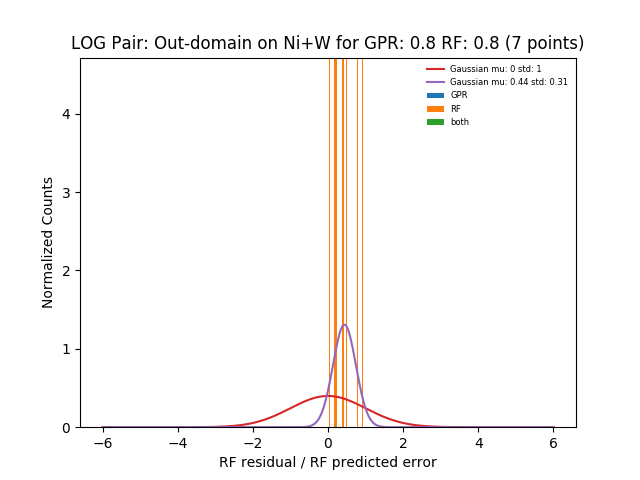 LOG Pair: Out-domain on Ni+W for GPR: 0.8 RF: 0.8 (7 points)
Gaussian mu: 0 std: 1
Gaussian mu: 0.44 std: 0.31
GPR
RF
both
Normalized Counts
4
3
2
1
0
−6 −4 −2 0 2 4 6
RF residual / RF predicted error